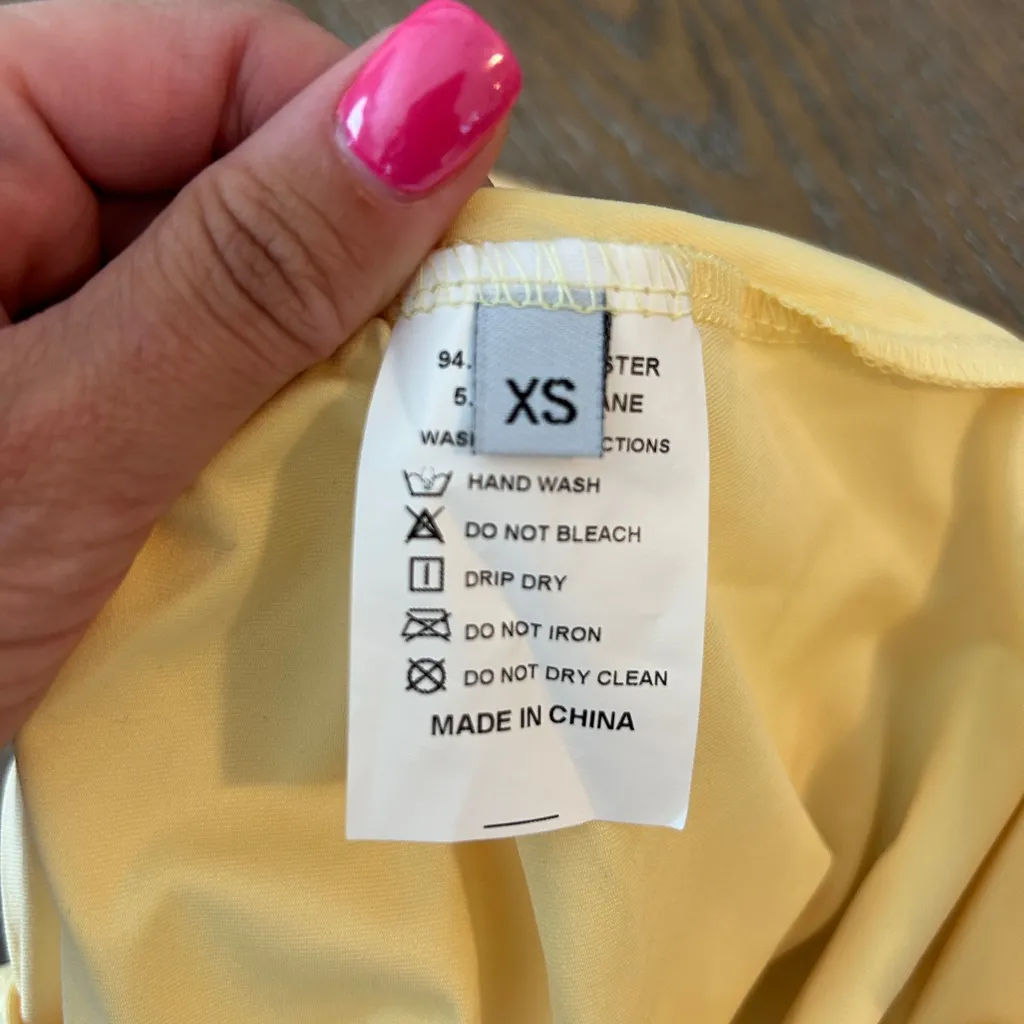 94. STER
XS
5. ANE
WAS CTIONS
HAND WASH
DO NOT BLEACH
DRIP DRY
DO NOT IRON
DO NOT DRY CLEAN
MADE IN CHINA